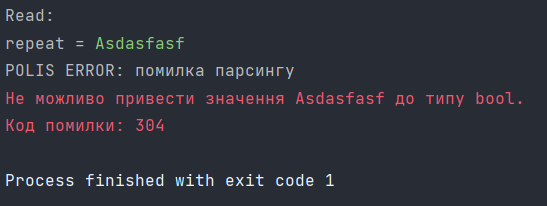 Read:
repeat = Asdasfasf
POLIS ERROR: помилка парсингу
Не можливо привести значення Asdasfasf до типу bool.
Код помилки: 304
Process finished with exit code 1